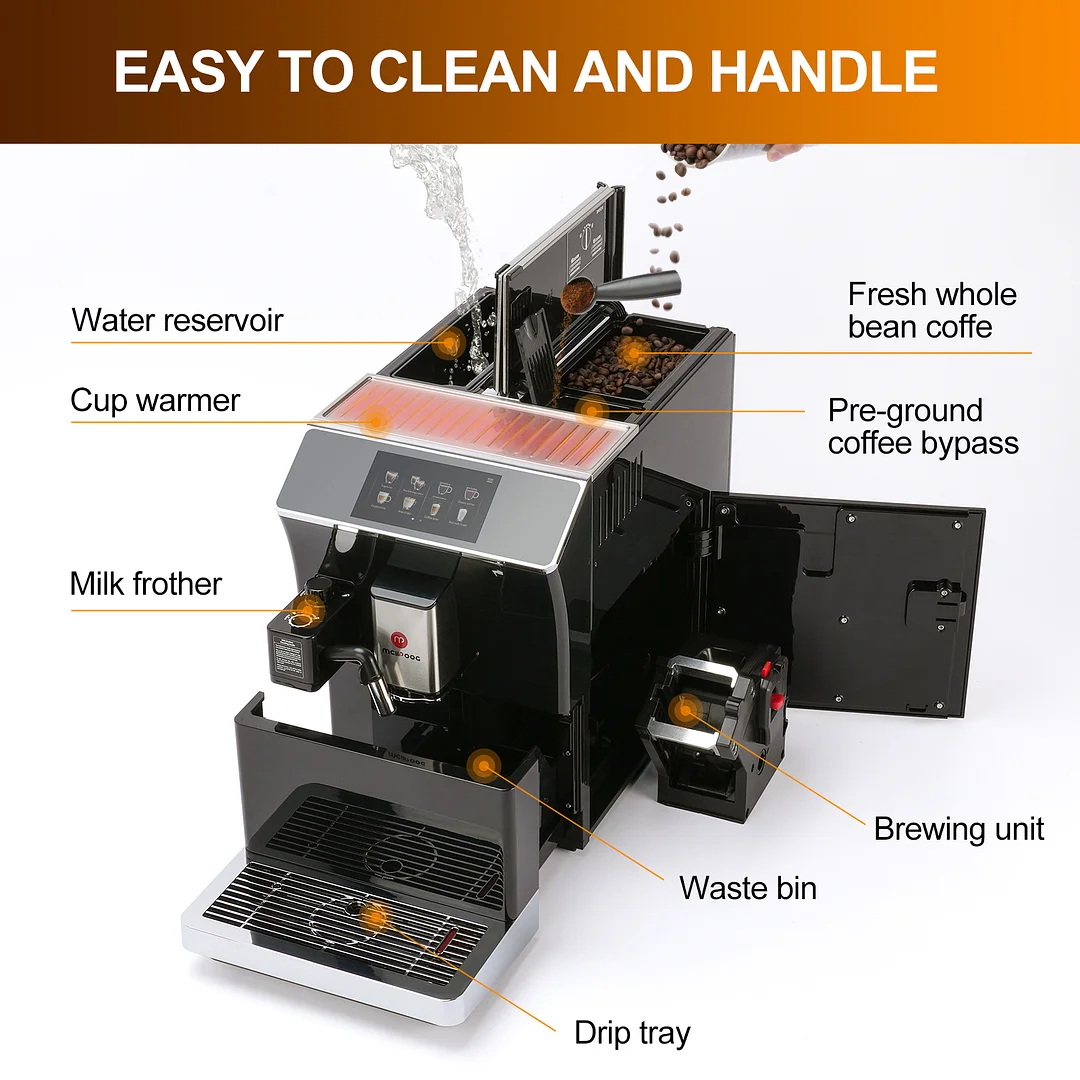 EASY TO CLEAN AND HANDLE
Water reservoir
Fresh whole
bean coffe
Cup warmer
Pre-ground
coffee bypass
Milk frother
Brewing unit
Waste bin
Drip tray